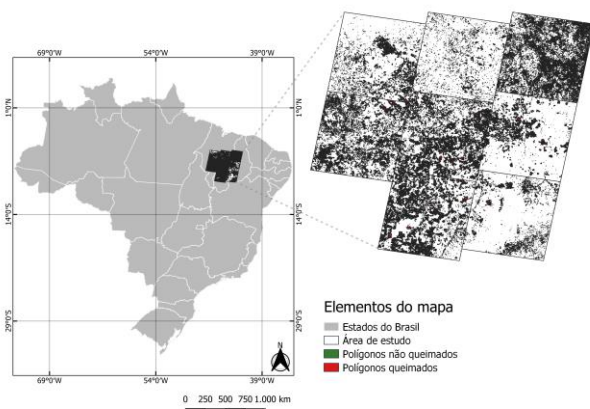 69°0'W 54°0'W 39°0'W
1°0'N
14°0'S
29°0'S
1°0'N
14°0'S
29°0'S
69°0'W 54°0'W 39°0'W
N
0 250 500 750 1.000 km
Elementos do mapa
Estados do Brasil
Área de estudo
Polígonos não queimados
Polígonos queimados